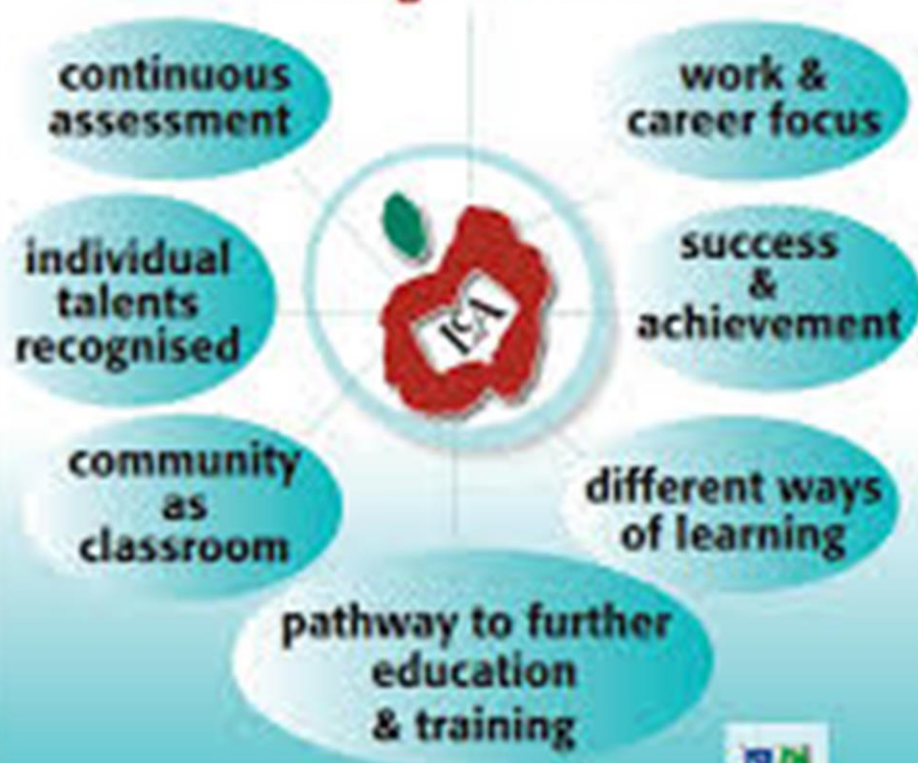 continuous
assessment
work &
career focus
individual
talents
recognised
success
&
achievement
LCA
community
as
classroom
different ways
of learning
pathway to further
education
& training